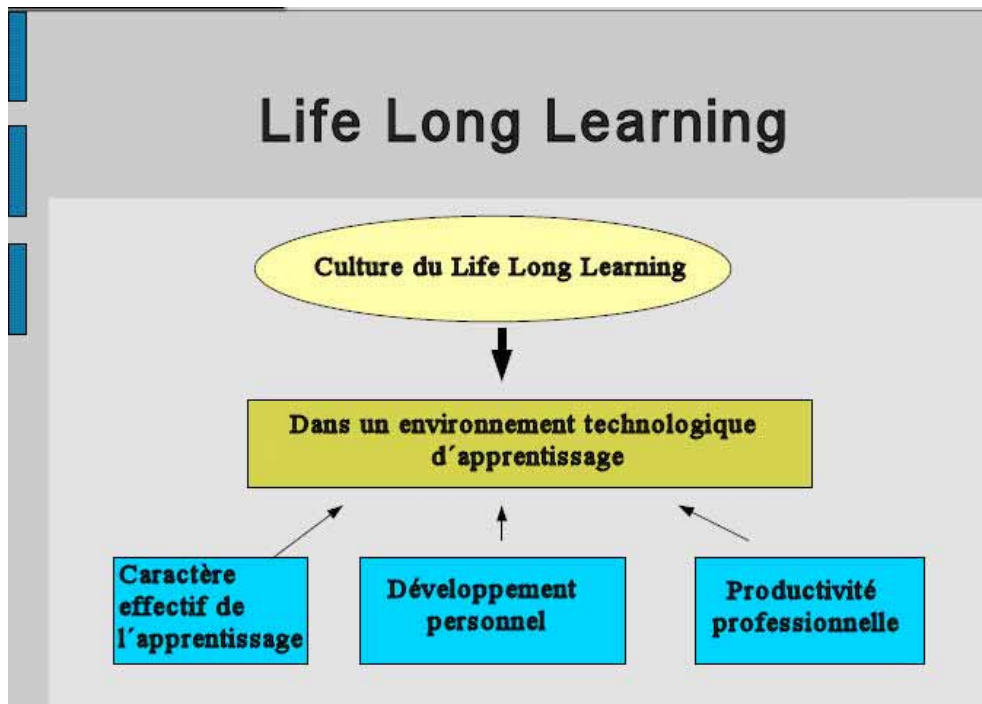 Life Long Learning
Culture du Life Long Learning
Dans un environnement technologique
d´apprentissage
Caractère
effectif de
l´apprentissage
Développement
personnel
Productivité
professionnelle